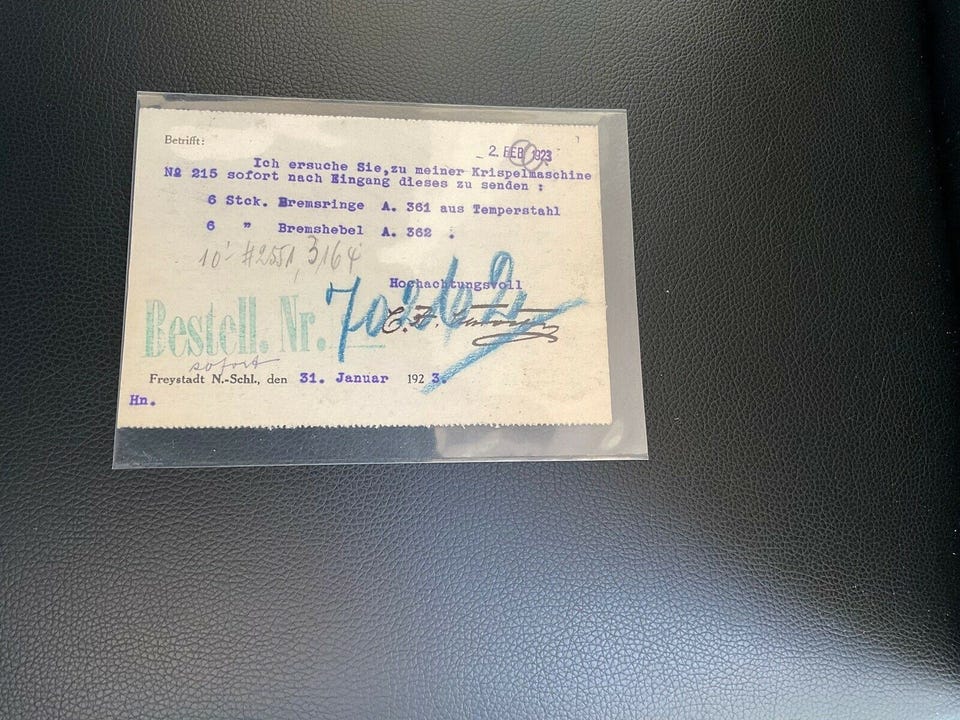 Betrifft:
2. FEB 1923
Ich ersuche Sie, zu meiner Krispelmaschine
No 215 sofort nach Eingang dieses zu senden :
6 Stck. Bremsringe A. 361 aus Temperstahl
6 " Bremshebel A. 362 .
Hochachtungsvoll
Bestell. Nr. 70262
sofort
Freystadt N.-Schl., den 31. Januar 1923.
Hn.